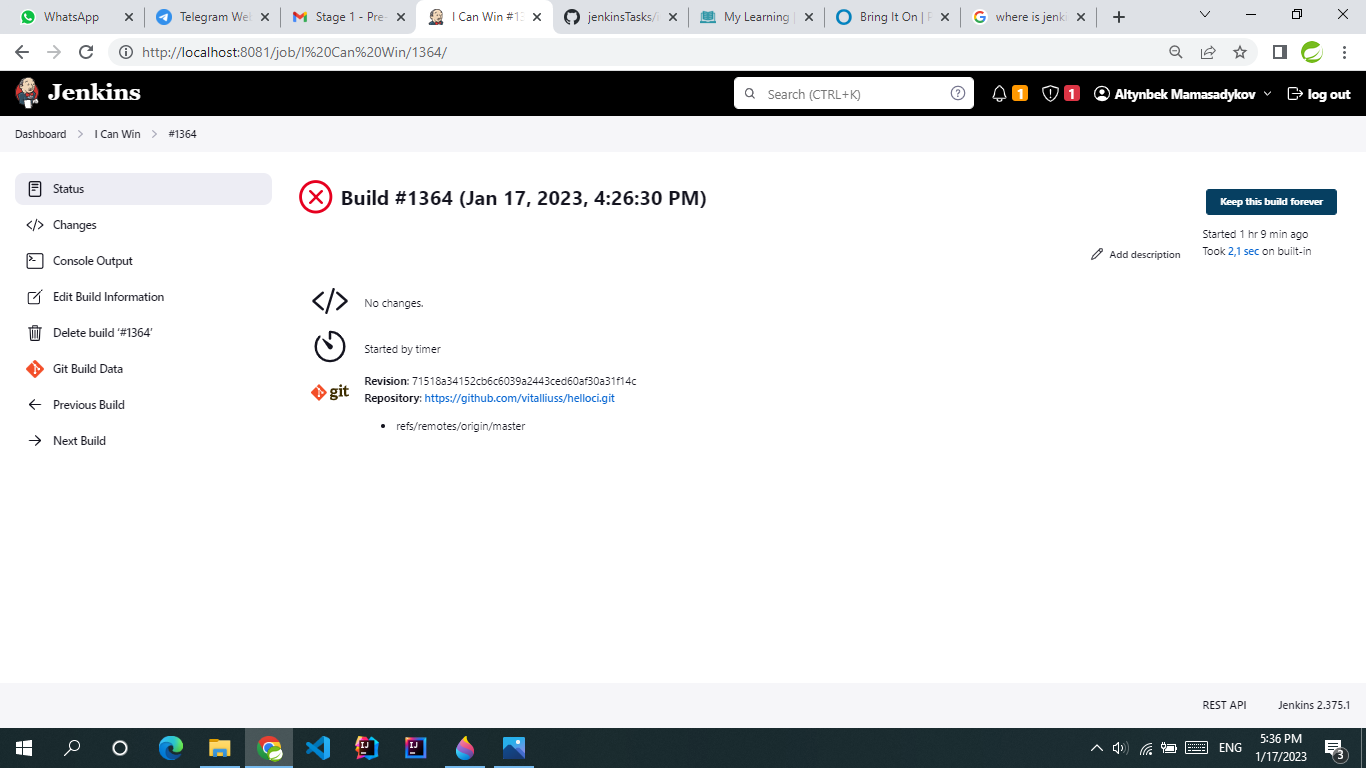 WhatsApp
Telegram We
Stage 1 - Pre-
I Can Win #13
jenkinsTasks/
My Learning |
Bring It On |
where is jenki
http://localhost:8081/job/I%20Can%20Win/1364/
Jenkins
Search (CTRL+K)
1
1
Altynbek Mamasadykov
log out
Dashboard
I Can Win
#1364
Status
Changes
Console Output
Edit Build Information
Delete build ‘#1364’
Git Build Data
Previous Build
Next Build
Build #1364 (Jan 17, 2023, 4:26:30 PM)
Keep this build forever
Started 1 hr 9 min ago
Took 2,1 sec on built-in
Add description
No changes.
Started by timer
git
Revision: 71518a34152cb6c6039a2443ced60af30a31f14c
Repository: https://github.com/vitalliuss/helloci.git
refs/remotes/origin/master
REST API
Jenkins 2.375.1
ENG
5:36 PM
1/17/2023
3